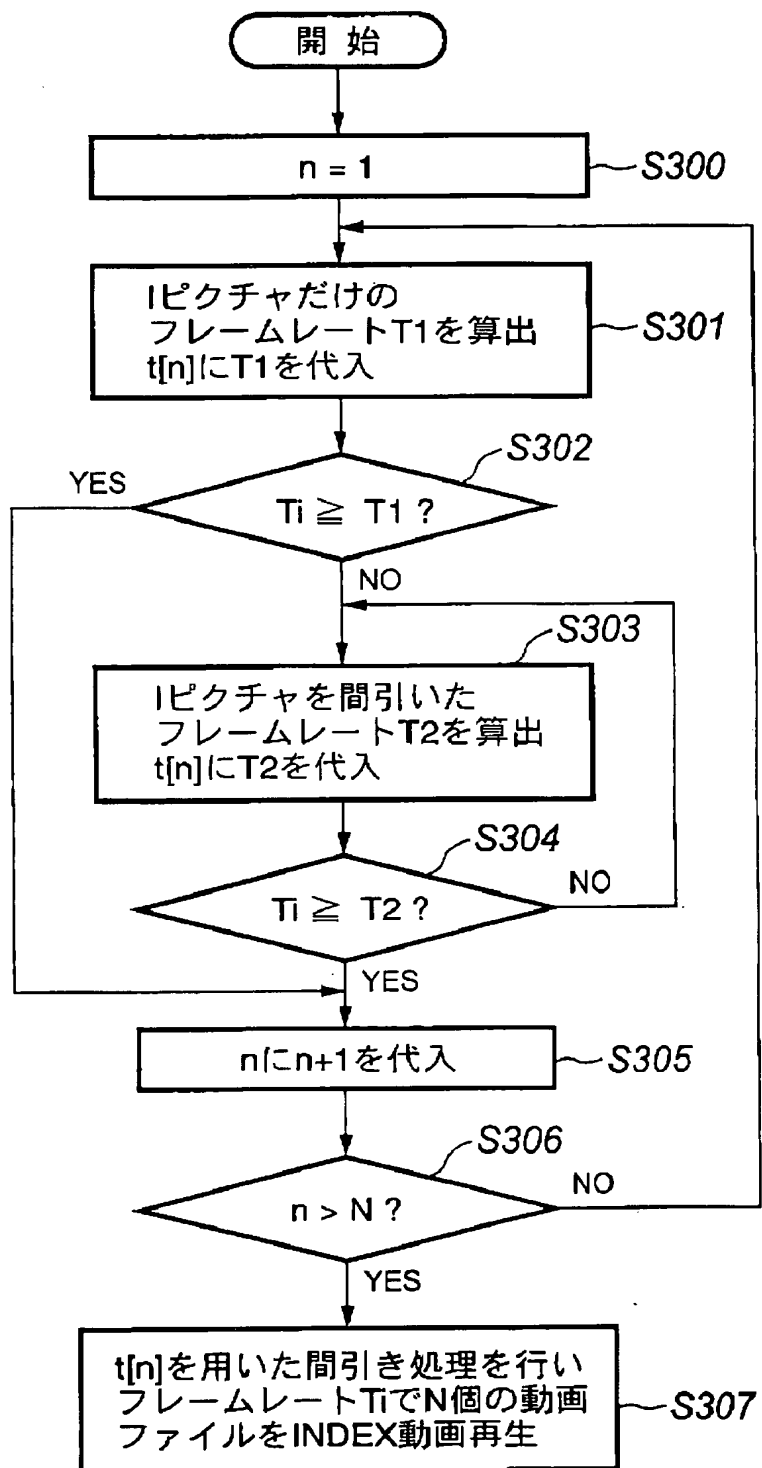 開始
n = 1
S300
Iピクチャだけの
フレームレートT1を算出
t[n]にT1を代入
S301
S302
YES
Ti ≧ T1 ?
NO
S303
Iピクチャを間引いた
フレームレートT2を算出
t[n]にT2を代入
S304
Ti ≧ T2 ?
NO
YES
nにn+1を代入
S305
S306
n > N ?
NO
YES
t[n]を用いた間引き処理を行い
フレームレートTiでN個の動画
ファイルをINDEX動画再生
S307